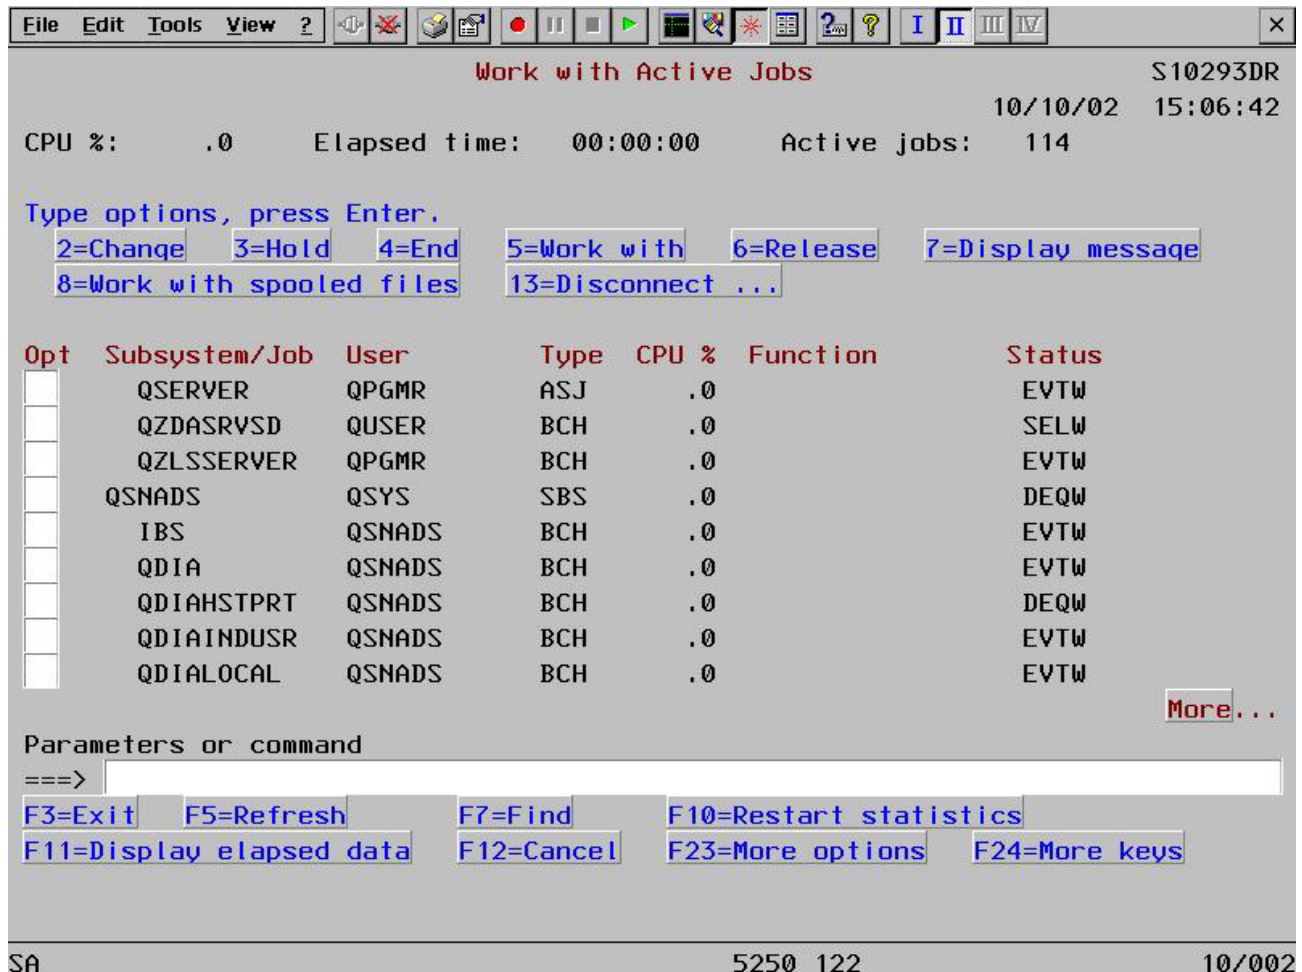 File Edit Tools View ? I II III IV ×
Work with Active Jobs S10293DR
10/10/02 15:06:42
CPU %: .0 Elapsed time: 00:00:00 Active jobs: 114
Type options, press Enter.
2=Change 3=Hold 4=End 5=Work with 6=Release 7=Display message
8=Work with spooled files 13=Disconnect ...
Opt Subsystem/Job User Type CPU % Function Status
QSERVER QPGMR ASJ .0 EVTW
QZDASRVSD QUSER BCH .0 SELW
QZLSSERVER QPGMR BCH .0 EVTW
QSNADS QSYS SBS .0 DEQW
IBS QSNADS BCH .0 EVTW
QDIA QSNADS BCH .0 EVTW
QDIAHSTPRT QSNADS BCH .0 DEQW
QDIAINDUSR QSNADS BCH .0 EVTW
QDIALOCAL QSNADS BCH .0 EVTW
More...
Parameters or command
===>
F3=Exit F5=Refresh F7=Find F10=Restart statistics
F11=Display elapsed data F12=Cancel F23=More options F24=More keys
SA 5250 122 10/002